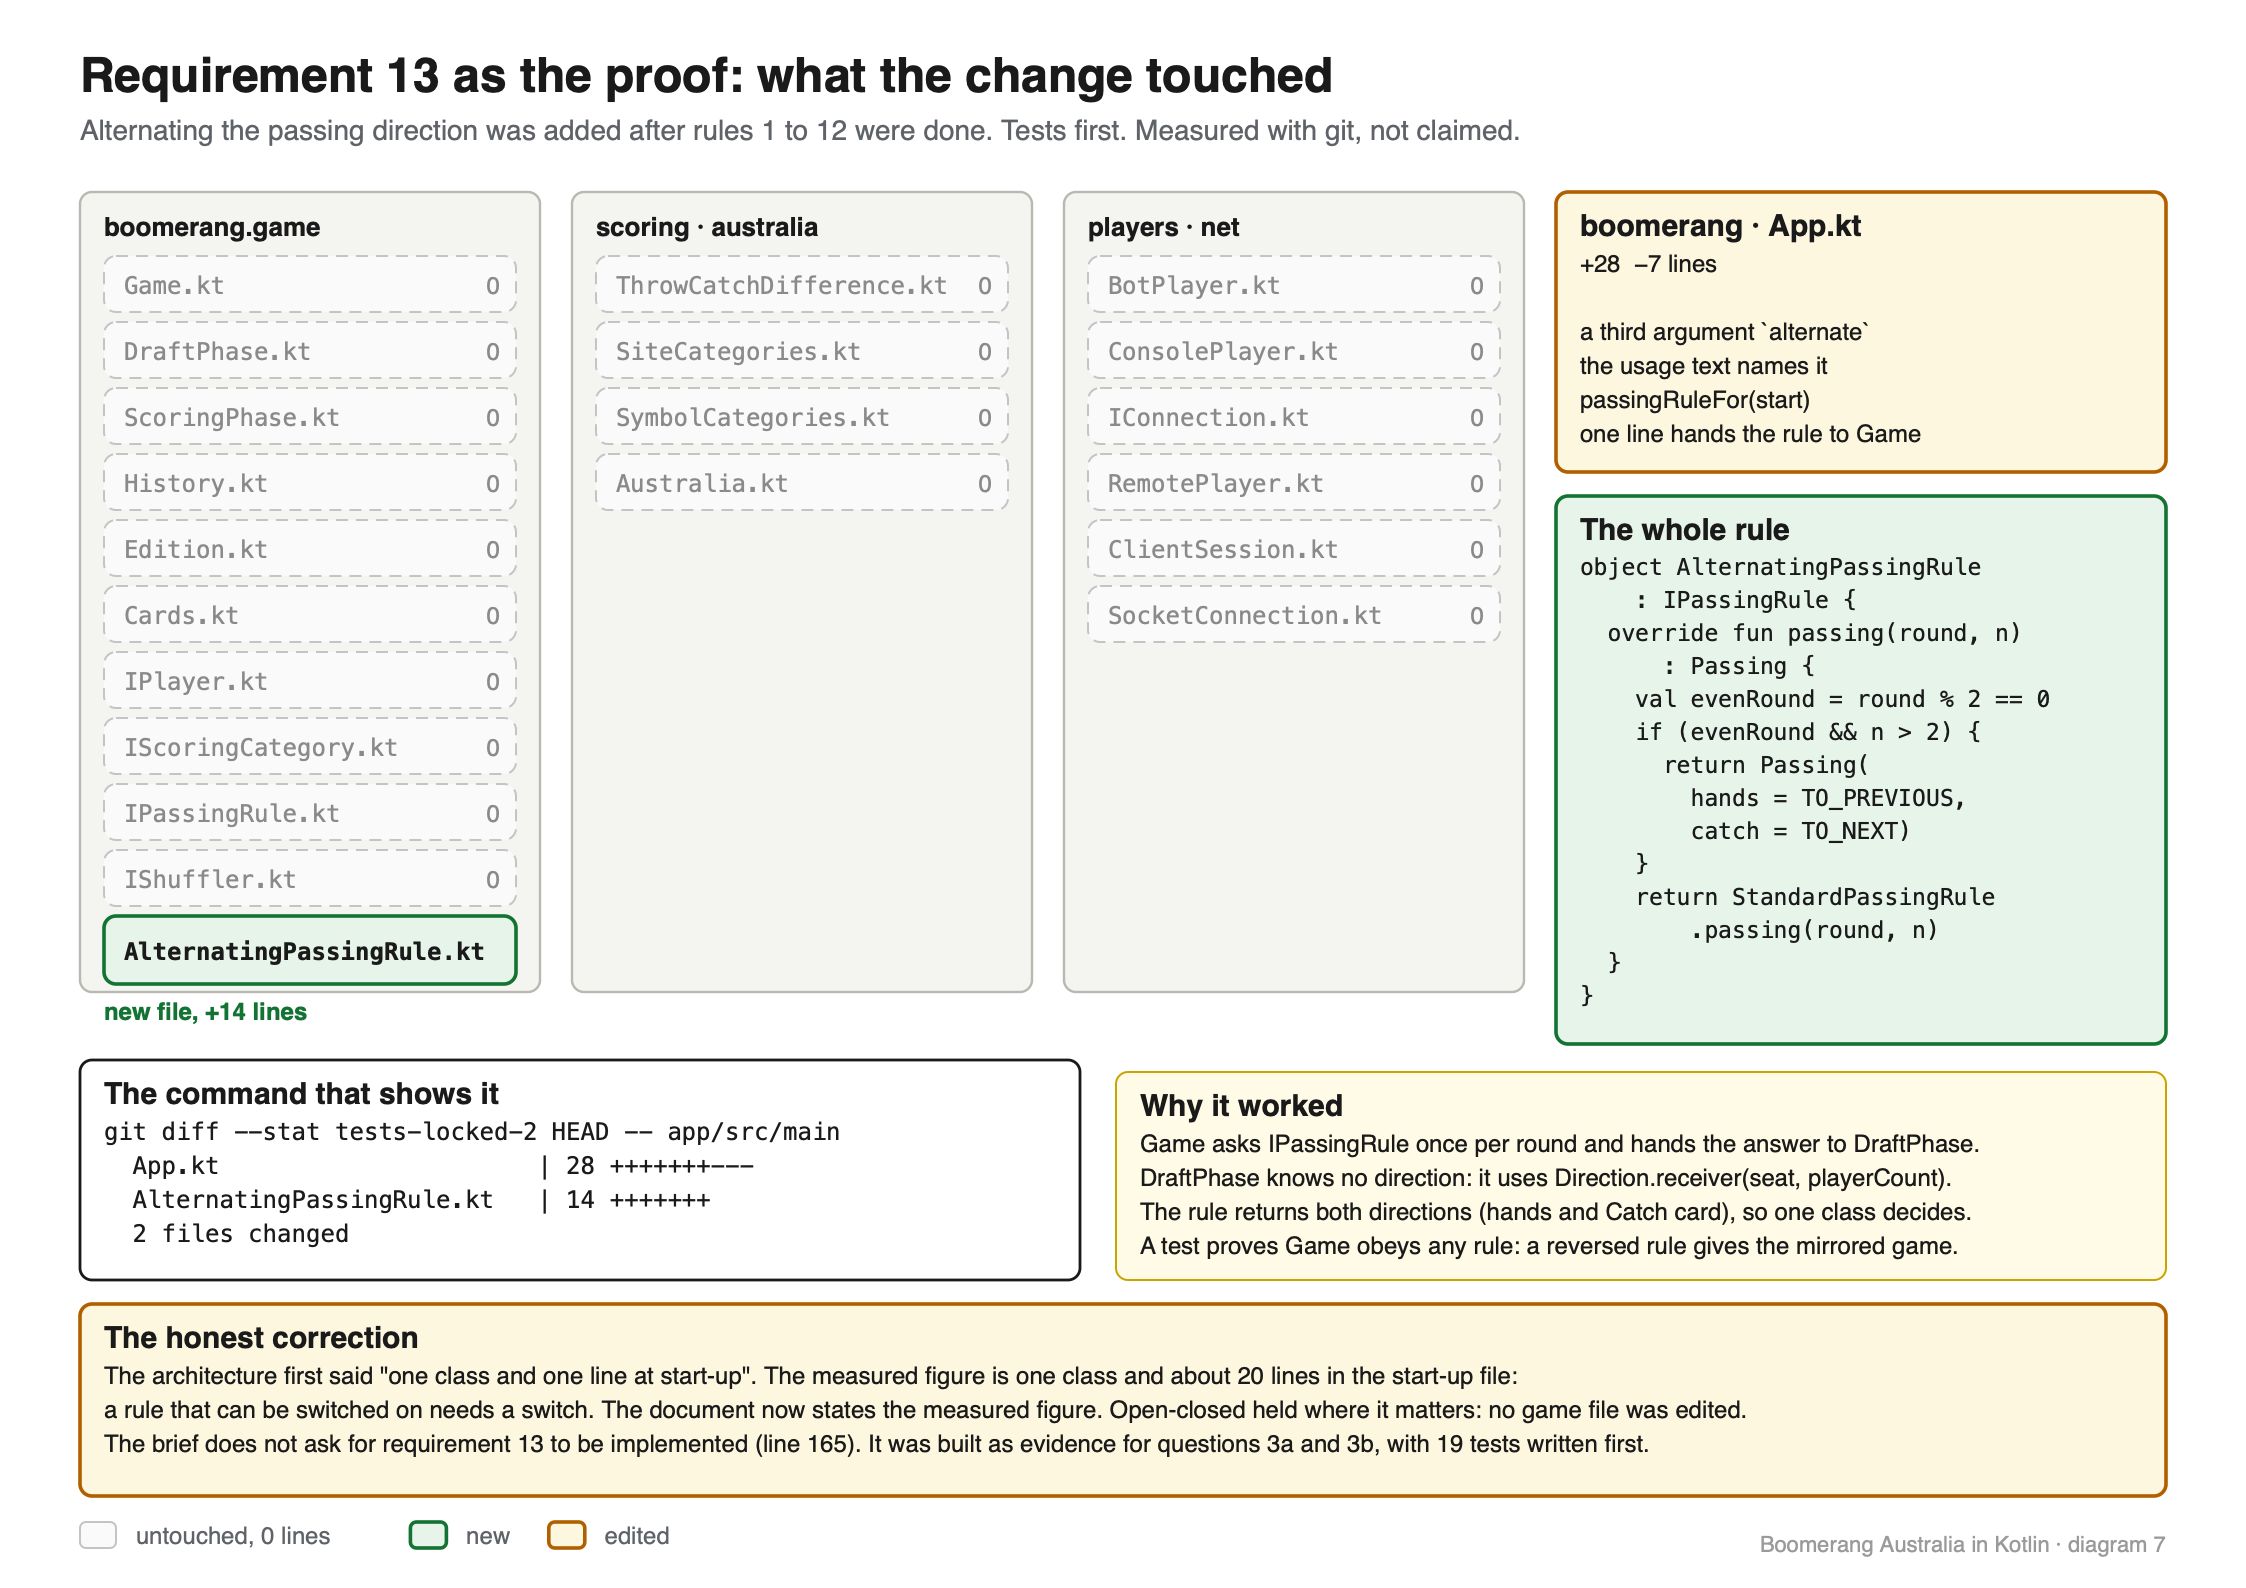 Requirement 13 as the proof: what the change touched
Alternating the passing direction was added after rules 1 to 12 were done. Tests first. Measured with git, not claimed.
boomerang.game
Game.kt 0
DraftPhase.kt 0
ScoringPhase.kt 0
History.kt 0
Edition.kt 0
Cards.kt 0
IPlayer.kt 0
IScoringCategory.kt 0
IPassingRule.kt 0
IShuffler.kt 0
AlternatingPassingRule.kt
new file, +14 lines
scoring · australia
ThrowCatchDifference.kt 0
SiteCategories.kt 0
SymbolCategories.kt 0
Australia.kt 0
players · net
BotPlayer.kt 0
ConsolePlayer.kt 0
IConnection.kt 0
RemotePlayer.kt 0
ClientSession.kt 0
SocketConnection.kt 0
boomerang · App.kt
+28 −7 lines
a third argument `alternate`
the usage text names it
passingRuleFor(start)
one line hands the rule to Game
The whole rule
object AlternatingPassingRule
    : IPassingRule {
  override fun passing(round, n)
      : Passing {
    val evenRound = round % 2 == 0
    if (evenRound && n > 2) {
      return Passing(
        hands = TO_PREVIOUS,
        catch = TO_NEXT)
    }
    return StandardPassingRule
        .passing(round, n)
  }
}
The command that shows it
git diff --stat tests-locked-2 HEAD -- app/src/main
  App.kt                       | 28 +++++++---
  AlternatingPassingRule.kt    | 14 +++++++
  2 files changed
Why it worked
Game asks IPassingRule once per round and hands the answer to DraftPhase.
DraftPhase knows no direction: it uses Direction.receiver(seat, playerCount).
The rule returns both directions (hands and Catch card), so one class decides.
A test proves Game obeys any rule: a reversed rule gives the mirrored game.
The honest correction
The architecture first said "one class and one line at start-up". The measured figure is one class and about 20 lines in the start-up file:
a rule that can be switched on needs a switch. The document now states the measured figure. Open-closed held where it matters: no game file was edited.
The brief does not ask for requirement 13 to be implemented (line 165). It was built as evidence for questions 3a and 3b, with 19 tests written first.
untouched, 0 lines
new
edited
Boomerang Australia in Kotlin · diagram 7